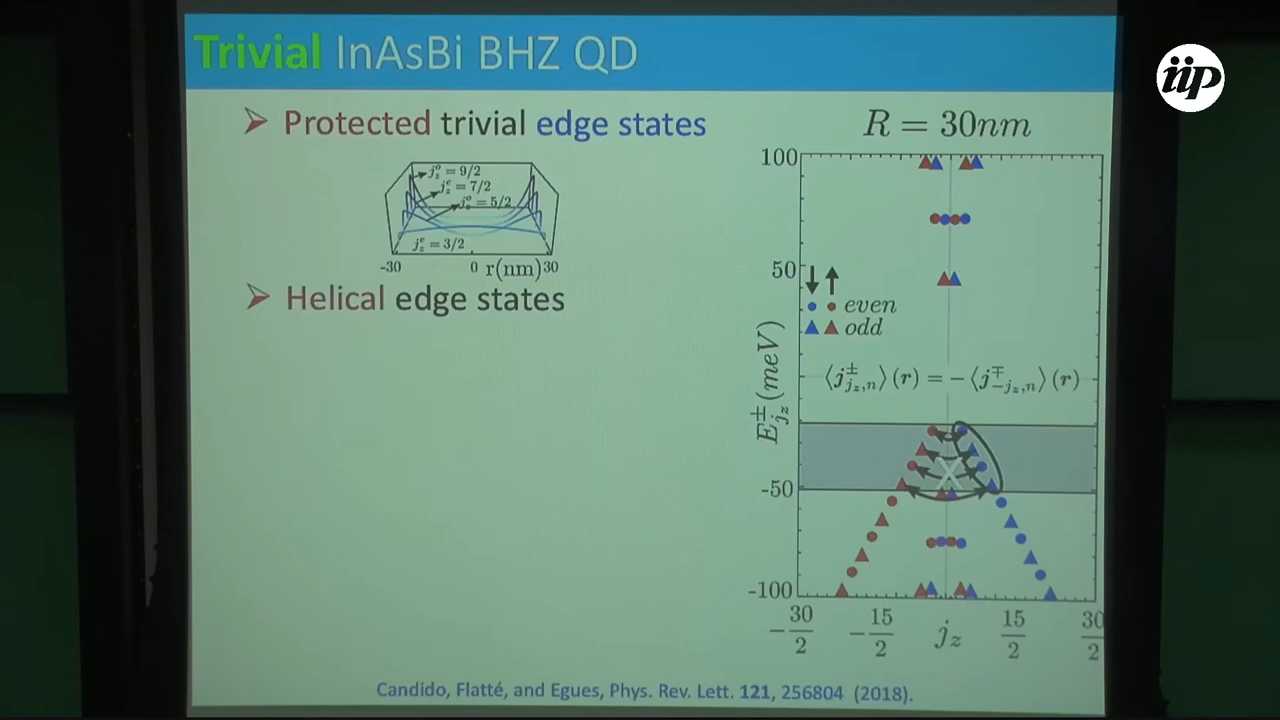 Trivial InAsBi BHZ QD
iip
➤ Protected trivial edge states
j_z^o = 9/2
j_z^e = 7/2
j_z^o = 5/2
j_z^e = 3/2
-30 0 r(nm) 30
➤ Helical edge states
R = 30nm
100
50
-50
-100
E_{j_z}^± (meV)
↓ ↑
even
odd
⟨j_{j_z,n}^±⟩(r) = −⟨j_{−j_z,n}^∓⟩(r)
−30/2 −15/2 j_z 15/2 30/2
Candido, Flatté, and Egues, Phys. Rev. Lett. 121, 256804 (2018).